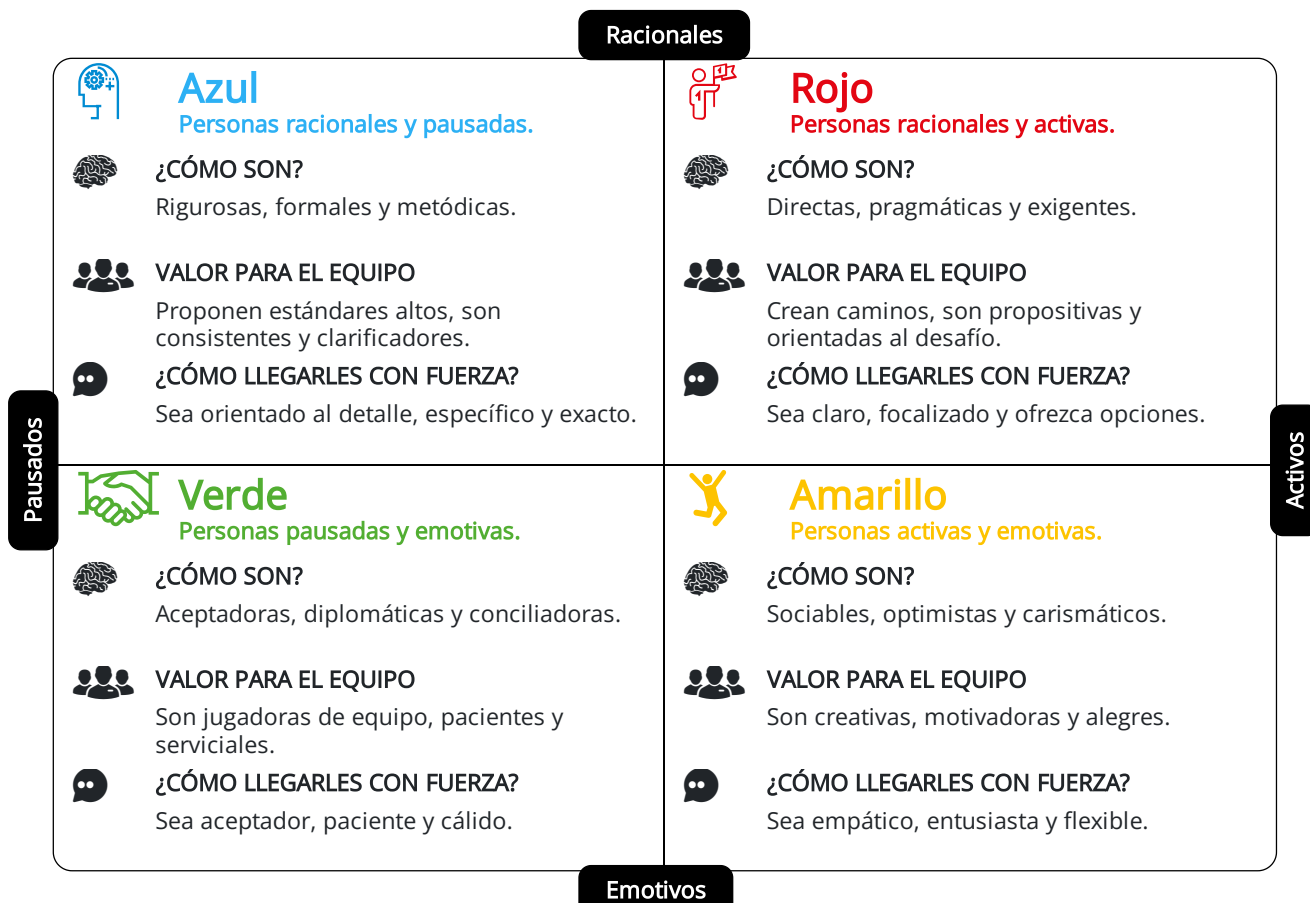 Racionales
Azul
Personas racionales y pausadas.
¿CÓMO SON?
Rigurosas, formales y metódicas.
VALOR PARA EL EQUIPO
Proponen estándares altos, son
consistentes y clarificadores.
¿CÓMO LLEGARLES CON FUERZA?
Sea orientado al detalle, específico y exacto.
Rojo
Personas racionales y activas.
¿CÓMO SON?
Directas, pragmáticas y exigentes.
VALOR PARA EL EQUIPO
Crean caminos, son propositivas y
orientadas al desafío.
¿CÓMO LLEGARLES CON FUERZA?
Sea claro, focalizado y ofrezca opciones.
Pausados
Activos
Verde
Personas pausadas y emotivas.
¿CÓMO SON?
Aceptadoras, diplomáticas y conciliadoras.
VALOR PARA EL EQUIPO
Son jugadoras de equipo, pacientes y
serviciales.
¿CÓMO LLEGARLES CON FUERZA?
Sea aceptador, paciente y cálido.
Amarillo
Personas activas y emotivas.
¿CÓMO SON?
Sociables, optimistas y carismáticos.
VALOR PARA EL EQUIPO
Son creativas, motivadoras y alegres.
¿CÓMO LLEGARLES CON FUERZA?
Sea empático, entusiasta y flexible.
Emotivos